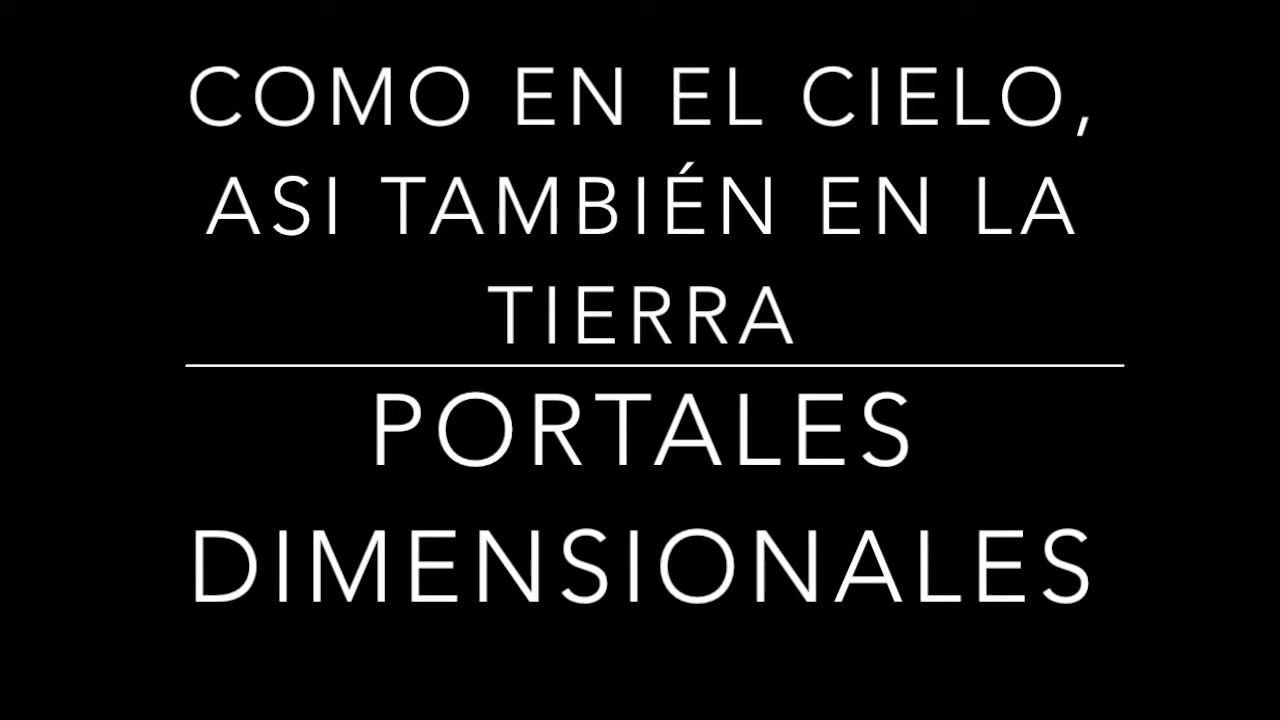 COMO EN EL CIELO,
ASI TAMBIÉN EN LA
TIERRA
PORTALES
DIMENSIONALES